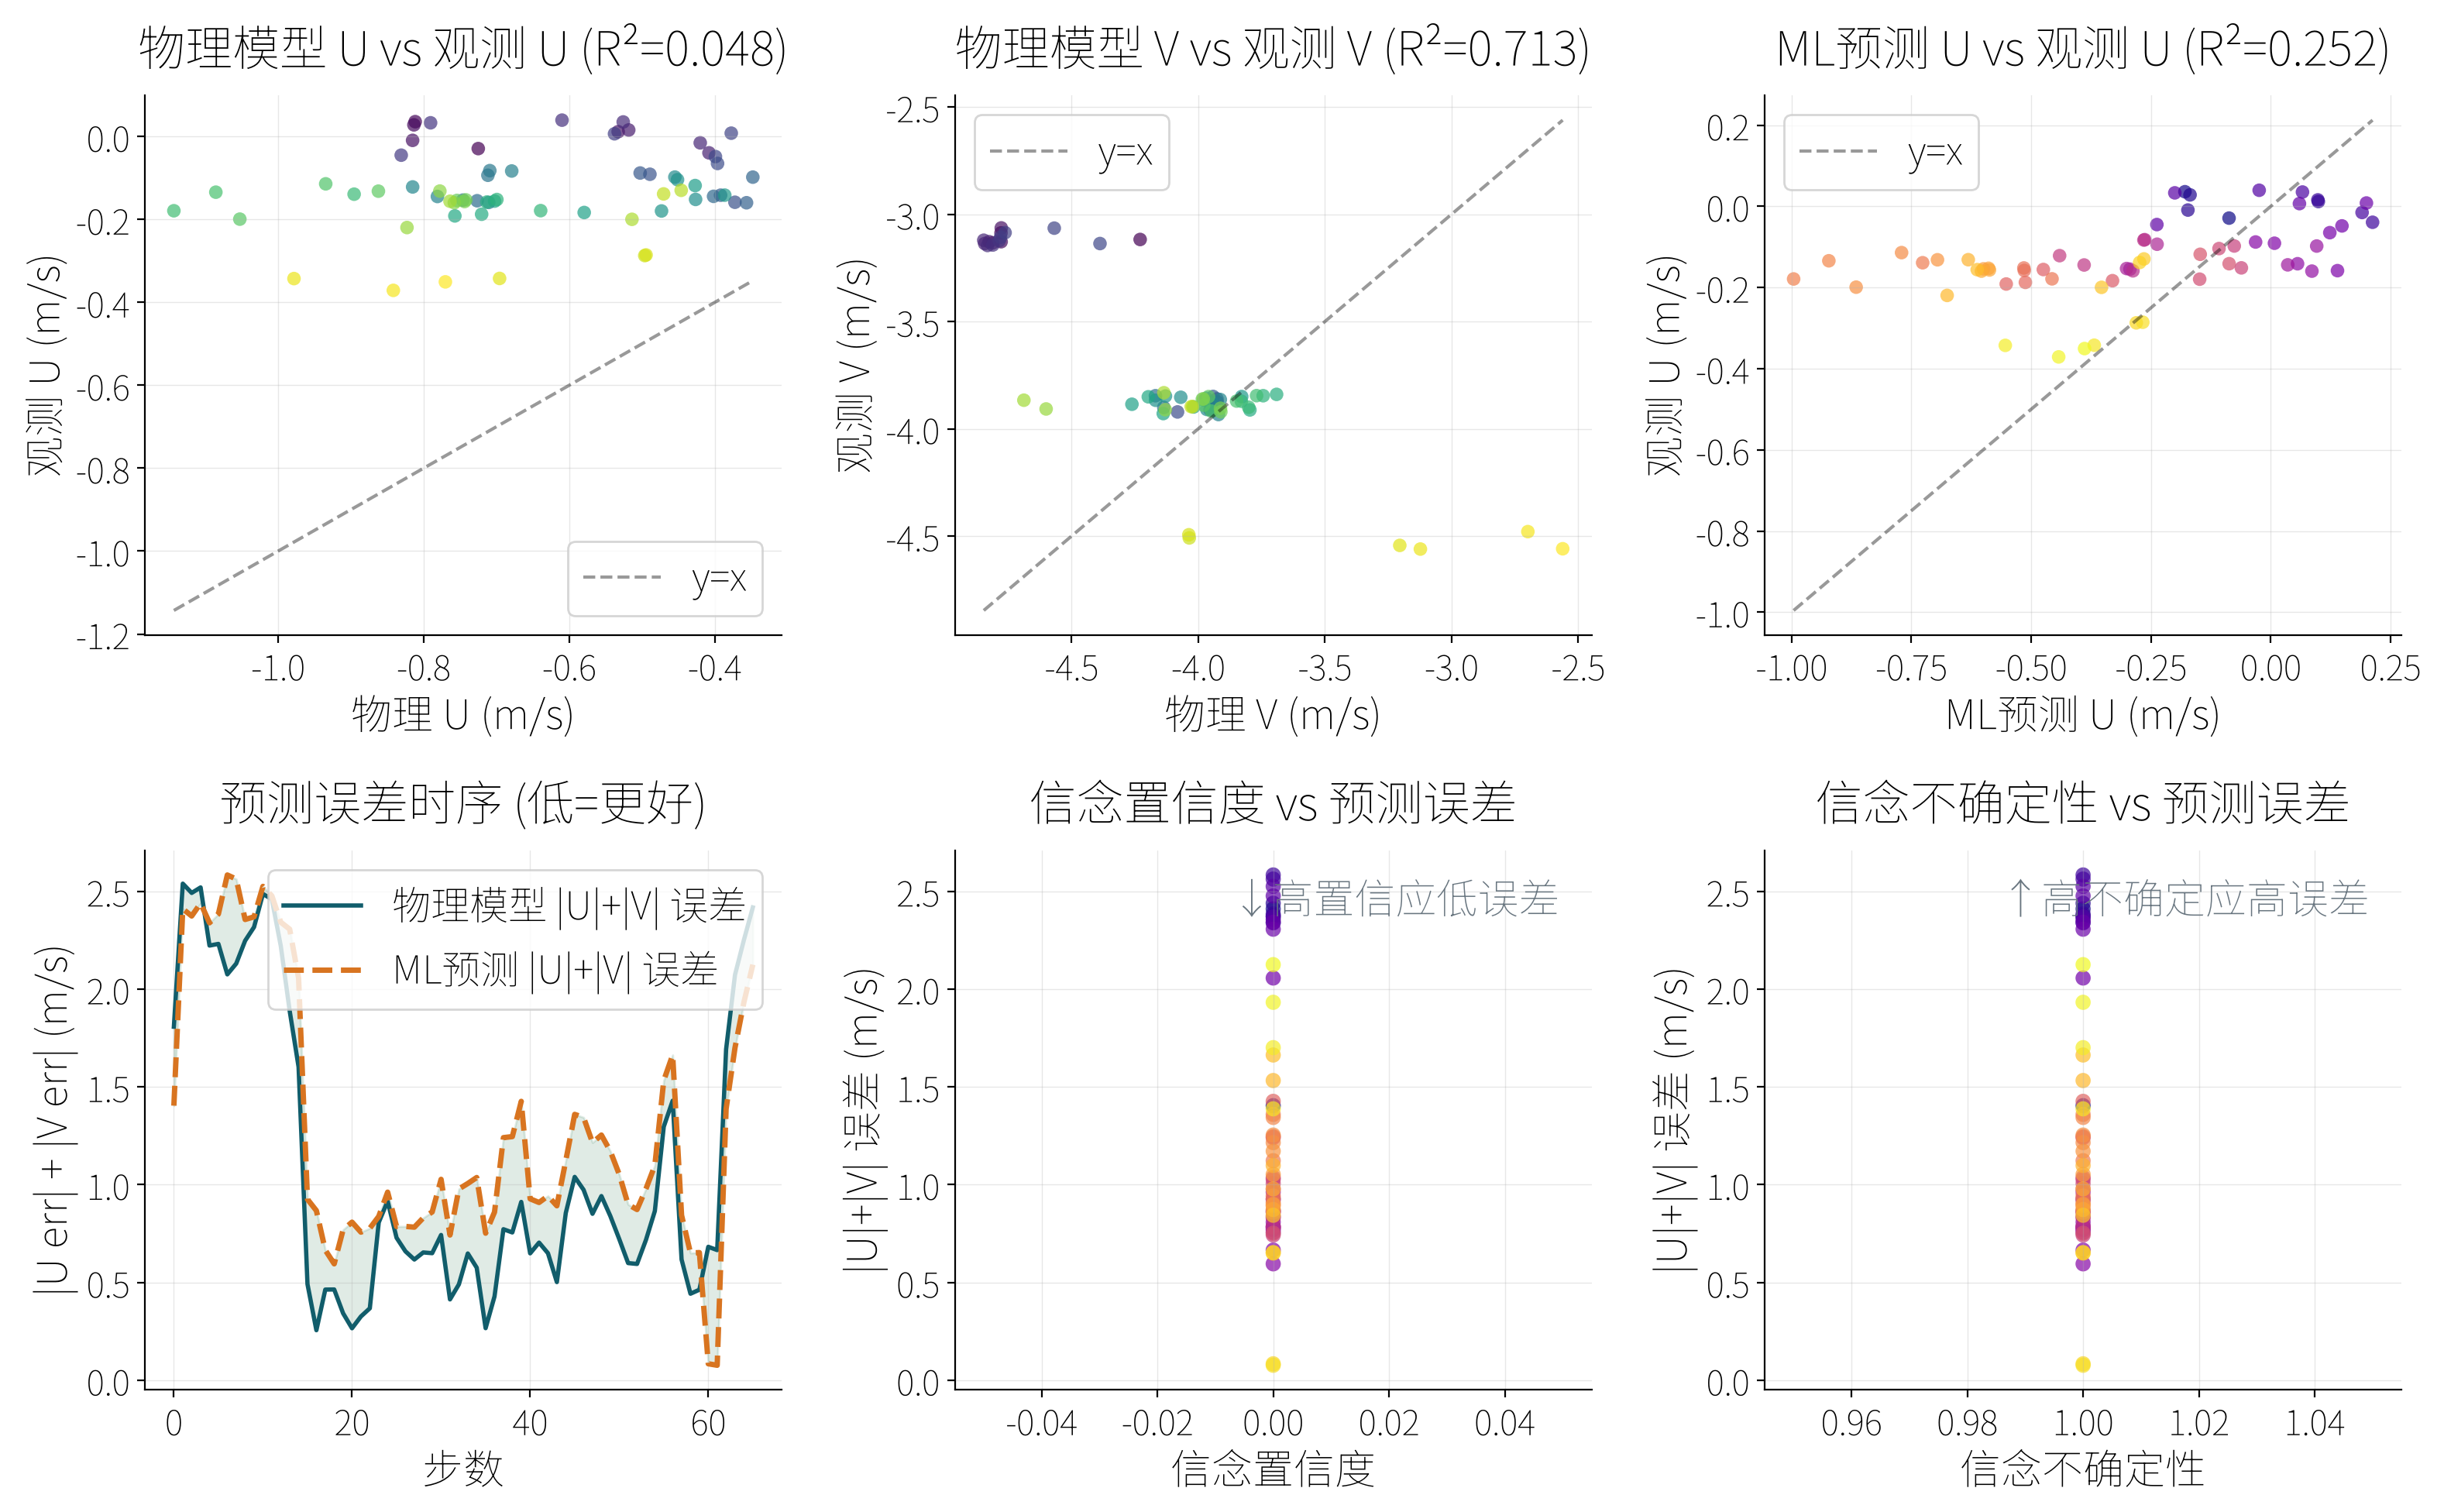 物理模型 U vs 观测 U (R²=0.048)
0.0
-0.2
-0.4
-0.6
-0.8
-1.0
-1.2
观测 U (m/s)
y=x
-1.0 -0.8 -0.6 -0.4
物理 U (m/s)
物理模型 V vs 观测 V (R²=0.713)
-2.5
-3.0
-3.5
-4.0
-4.5
观测 V (m/s)
y=x
-4.5 -4.0 -3.5 -3.0 -2.5
物理 V (m/s)
ML预测 U vs 观测 U (R²=0.252)
0.2
0.0
-0.2
-0.4
-0.6
-0.8
-1.0
观测 U (m/s)
y=x
-1.00 -0.75 -0.50 -0.25 0.00 0.25
ML预测 U (m/s)
预测误差时序 (低=更好)
2.5
2.0
1.5
1.0
0.5
0.0
|U err| + |V err| (m/s)
物理模型 |U|+|V| 误差
ML预测 |U|+|V| 误差
0 20 40 60
步数
信念置信度 vs 预测误差
2.5
2.0
1.5
1.0
0.5
0.0
|U|+|V| 误差 (m/s)
↓高置信应低误差
-0.04 -0.02 0.00 0.02 0.04
信念置信度
信念不确定性 vs 预测误差
2.5
2.0
1.5
1.0
0.5
0.0
|U|+|V| 误差 (m/s)
↑高不确定应高误差
0.96 0.98 1.00 1.02 1.04
信念不确定性